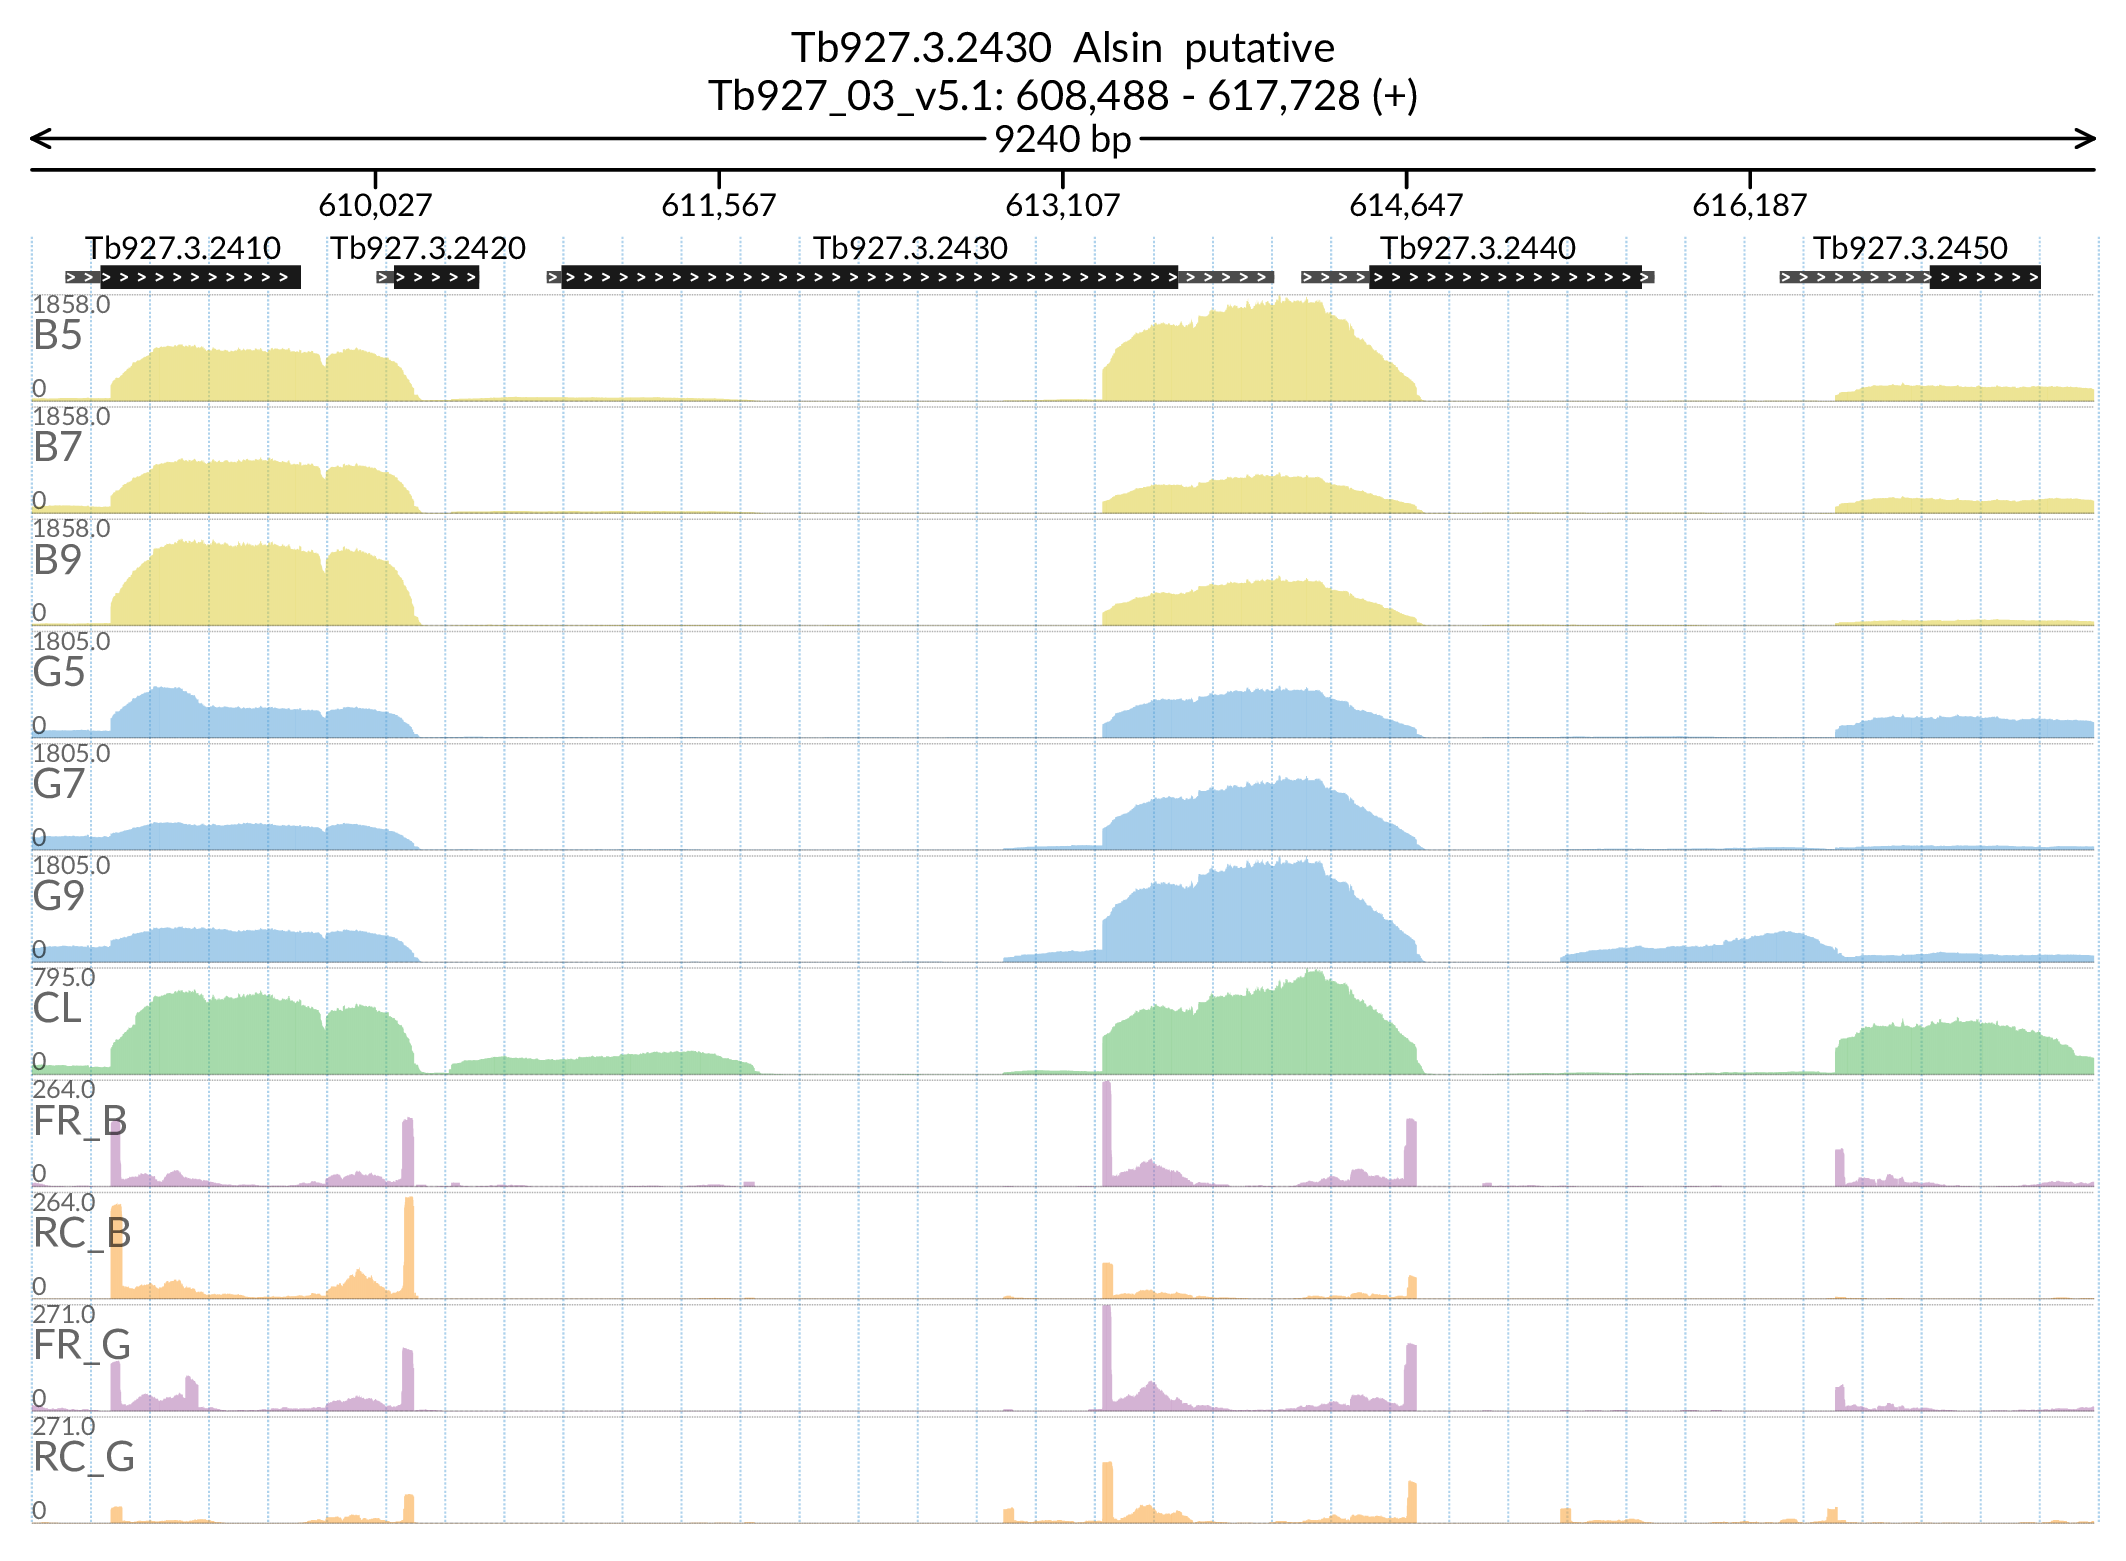 Tb927.3.2430 Alsin putative
Tb927_03_v5.1: 608,488 - 617,728 (+)
9240 bp
610,027 611,567 613,107 614,647 616,187
Tb927.3.2410 Tb927.3.2420 Tb927.3.2430 Tb927.3.2440 Tb927.3.2450
1858.0
B5
0
1858.0
B7
0
1858.0
B9
0
1805.0
G5
0
1805.0
G7
0
1805.0
G9
0
795.0
CL
0
264.0
FR_B
0
264.0
RC_B
0
271.0
FR_G
0
271.0
RC_G
0